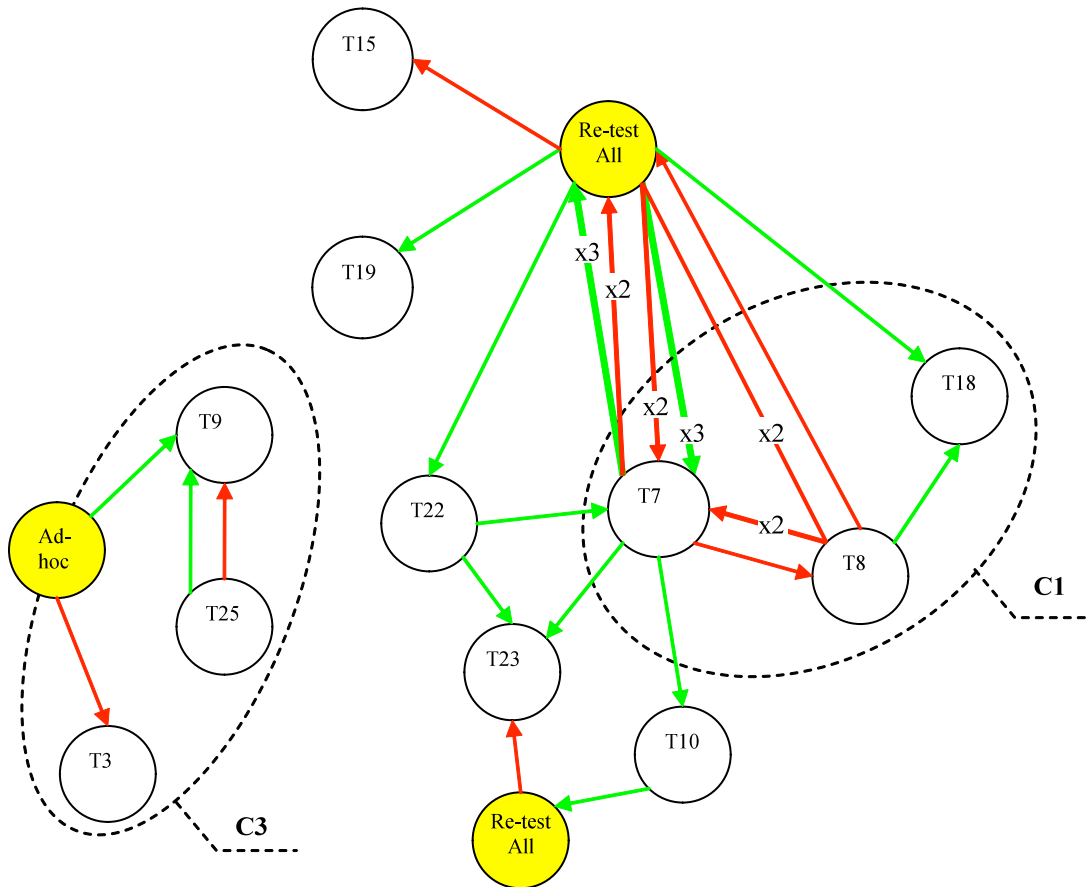 T15
Re-test
All
T19
x3
x2
T18
T9
x2
x3
x2
T7
T22
x2
Ad-
hoc
T8
C1
T25
T23
T10
T3
Re-test
All
C3